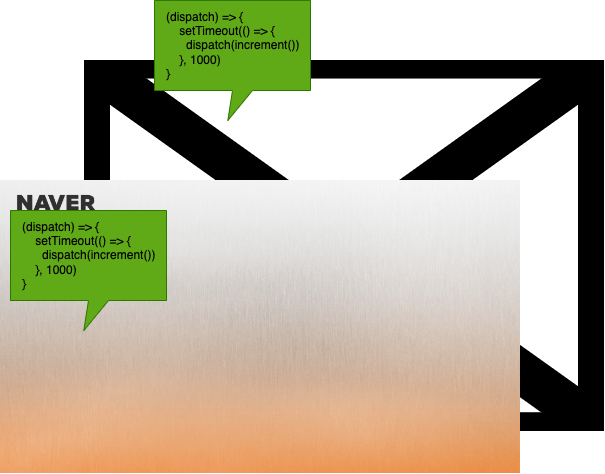 (dispatch) => {
setTimeout(() => {
dispatch(increment())
}, 1000)
}
NAVER
(dispatch) => {
setTimeout(() => {
dispatch(increment())
}, 1000)
}